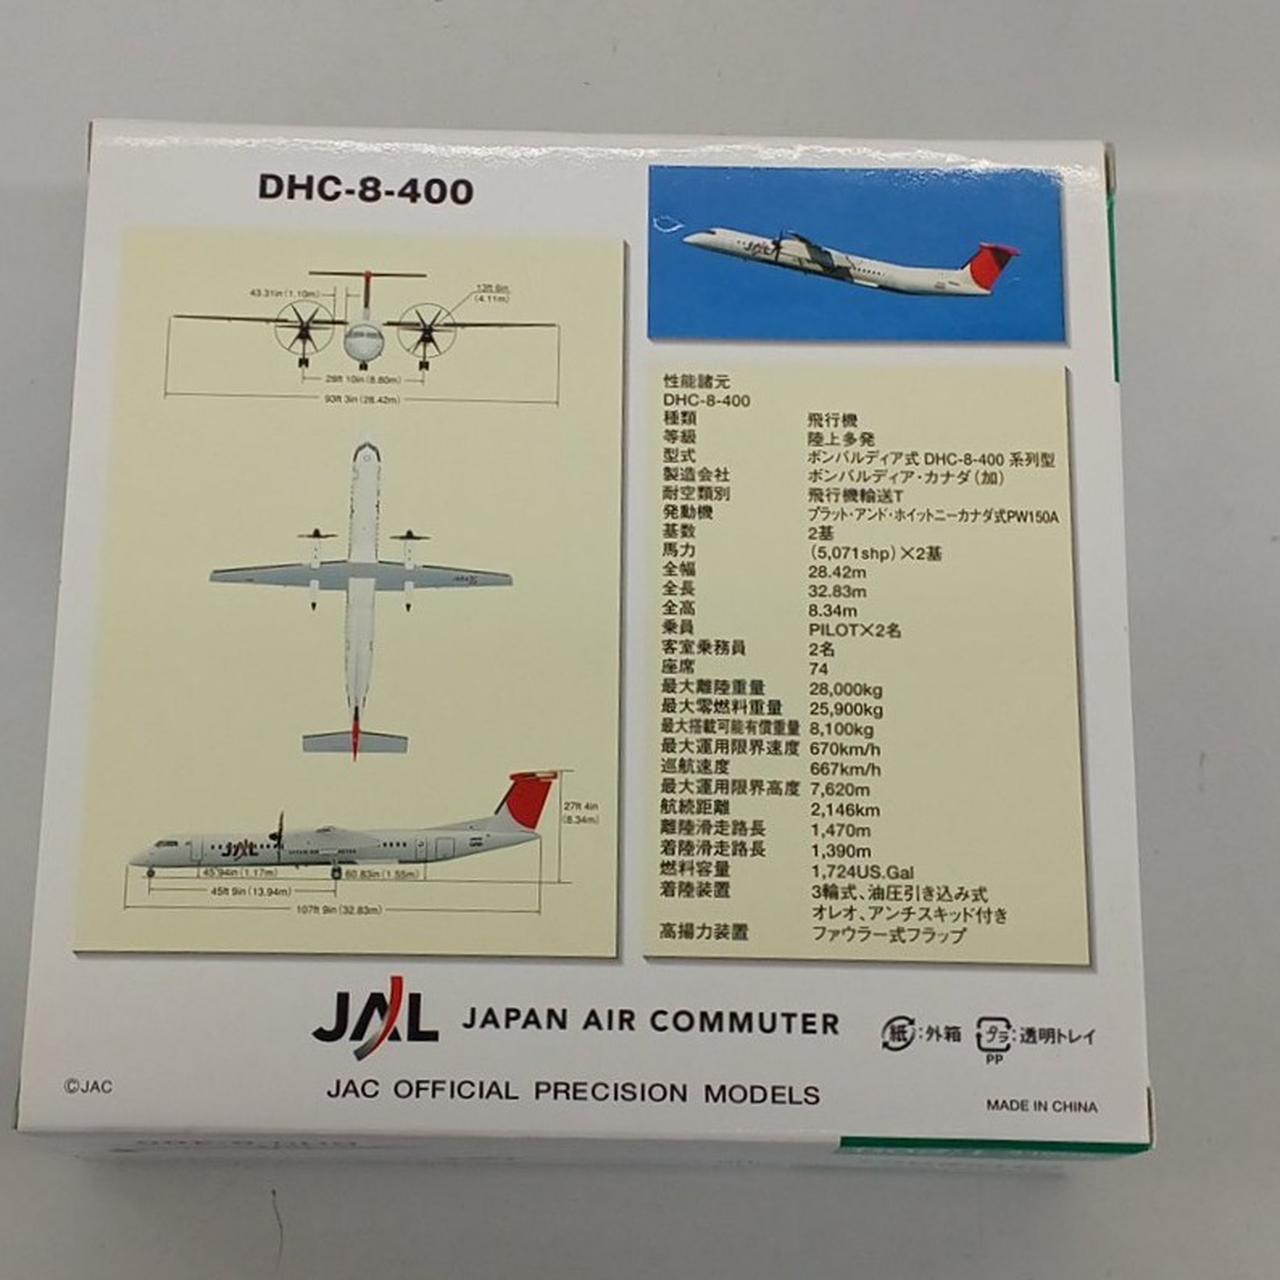 DHC-8-400
43.31in(1.10m)
13ft 6in
(4.11m)
28ft 10in(8.80m)
93ft 3in(28.42m)
JAL
27ft 4in
(8.34m)
45.94in(1.17m)
60.83in(1.55m)
45ft 9in(13.94m)
107ft 9in(32.83m)
JAL
性能諸元
DHC-8-400
種類 飛行機
等級 陸上多発
型式 ボンバルディア式 DHC-8-400 系列型
製造会社 ボンバルディア・カナダ(加)
耐空類別 飛行機輸送T
発動機 プラット・アンド・ホイットニーカナダ式PW150A
基数 2基
馬力 (5,071shp)×2基
全幅 28.42m
全長 32.83m
全高 8.34m
乗員 PILOT×2名
客室乗務員 2名
座席 74
最大離陸重量 28,000kg
最大零燃料重量 25,900kg
最大搭載可能有償重量 8,100kg
最大運用限界速度 670km/h
巡航速度 667km/h
最大運用限界高度 7,620m
航続距離 2,146km
離陸滑走路長 1,470m
着陸滑走路長 1,390m
燃料容量 1,724US.Gal
着陸装置 3輪式、油圧引き込み式
オレオ、アンチスキッド付き
高揚力装置 ファウラー式フラップ
JAL JAPAN AIR COMMUTER
紙:外箱 プラ:透明トレイ
PP
©JAC
JAC OFFICIAL PRECISION MODELS
MADE IN CHINA